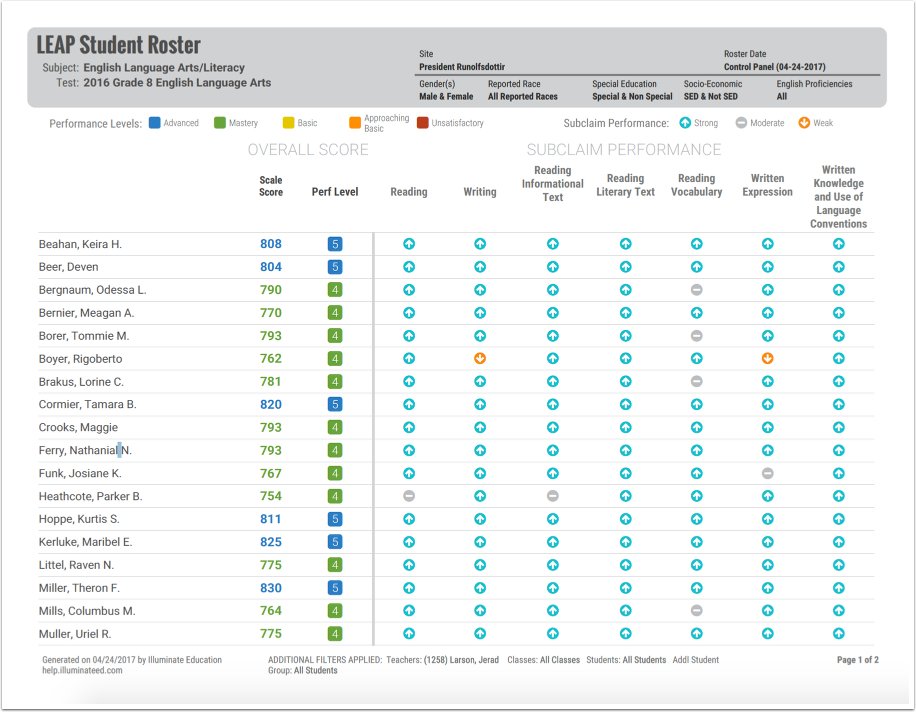 LEAP Student Roster
Subject: English Language Arts/Literacy
Test: 2016 Grade 8 English Language Arts
Site
President Runolfsdottir
Roster Date
Control Panel (04-24-2017)
Gender(s)
Male & Female
Reported Race
All Reported Races
Special Education
Special & Non Special
Socio-Economic
SED & Not SED
English Proficiencies
All
Performance Levels: Advanced Mastery Basic Approaching Basic Unsatisfactory
Subclaim Performance: Strong Moderate Weak
OVERALL SCORE SUBCLAIM PERFORMANCE
Scale Score
Perf Level
Reading
Writing
Reading Informational Text
Reading Literary Text
Reading Vocabulary
Written Expression
Written Knowledge and Use of Language Conventions
Beahan, Keira H. 808 5
Beer, Deven 804 5
Bergnaum, Odessa L. 790 4
Bernier, Meagan A. 770 4
Borer, Tommie M. 793 4
Boyer, Rigoberto 762 4
Brakus, Lorine C. 781 4
Cormier, Tamara B. 820 5
Crooks, Maggie 793 4
Ferry, Nathanial N. 793 4
Funk, Josiane K. 767 4
Heathcote, Parker B. 754 4
Hoppe, Kurtis S. 811 5
Kerluke, Maribel E. 825 5
Littel, Raven N. 775 4
Miller, Theron F. 830 5
Mills, Columbus M. 764 4
Muller, Uriel R. 775 4
Generated on 04/24/2017 by Illuminate Education
help.illuminateed.com
ADDITIONAL FILTERS APPLIED: Teachers: (1258) Larson, Jerad Classes: All Classes Students: All Students Addl Student
Group: All Students
Page 1 of 2